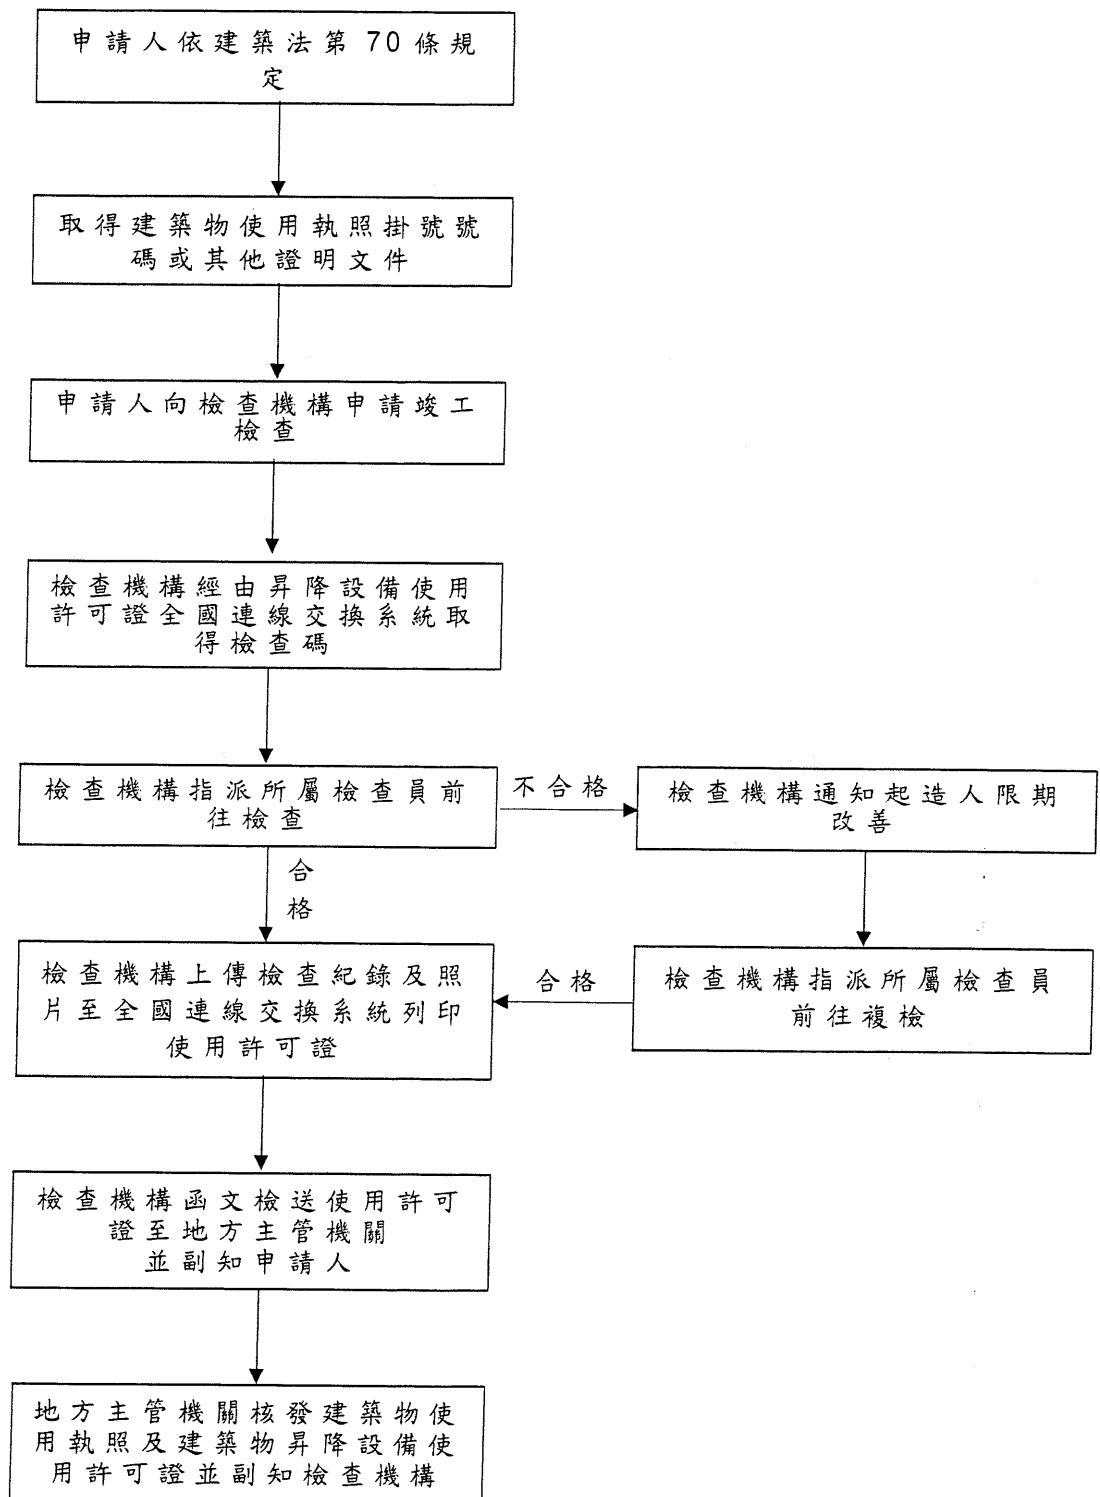 申請人依建築法第 70 條規
定
取得建築物使用執照掛號號
碼或其他證明文件
申請人向檢查機構申請竣工
檢查
檢查機構經由昇降設備使用
許可證全國連線交換系統取
得檢查碼
檢查機構指派所屬檢查員前
往檢查
不合格
檢查機構通知起造人限期
改善
合
格
檢查機構上傳檢查紀錄及照
片至全國連線交換系統列印
使用許可證
合格
檢查機構指派所屬檢查員
前往複檢
檢查機構函文檢送使用許可
證至地方主管機關
並副知申請人
地方主管機關核發建築物使
用執照及建築物昇降設備使
用許可證並副知檢查機構